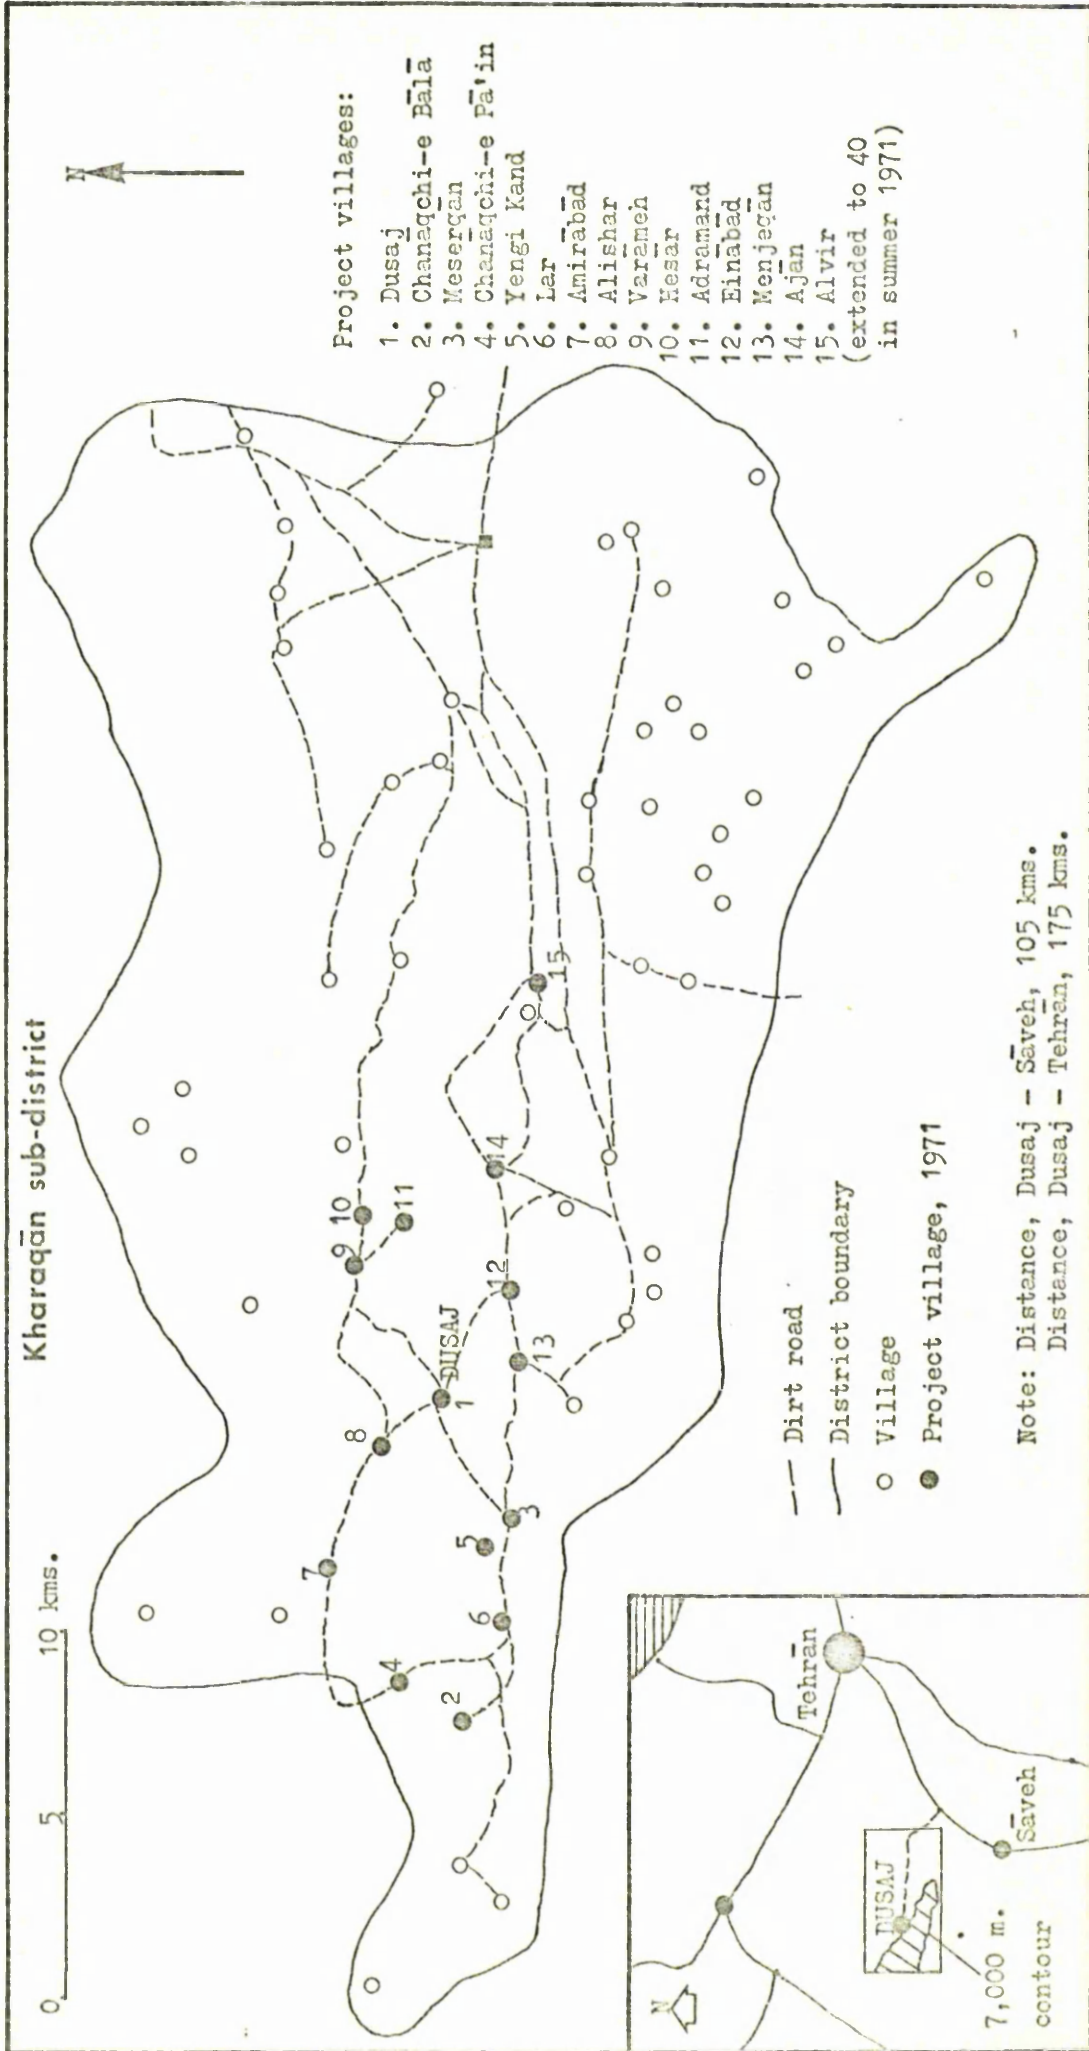 Kharaqān sub-district
0 5 10 kms.
N
Project villages:
1. Dusaj
2. Chanaqchi-e Bālā
3. Meserqān
4. Chanaqchi-e Pā'in
5. Yengi Kand
6. Lar
7. Amirābād
8. Alishar
9. Varāmeh
10. Hesar
11. Adrāmand
12. Einābād
13. Menjeqān
14. Ajān
15. Alvir
(extended to 40
in summer 1971)
7
8
9
10
11
4
2
6
5
3
1
DUSAJ
13
12
14
15
Dirt road
District boundary
Village
Project village, 1971
Note: Distance, Dusaj - Sāveh, 105 kms.
Distance, Dusaj - Tehrān, 175 kms.
N
Tehrān
DUSAJ
Sāveh
7,000 m.
contour